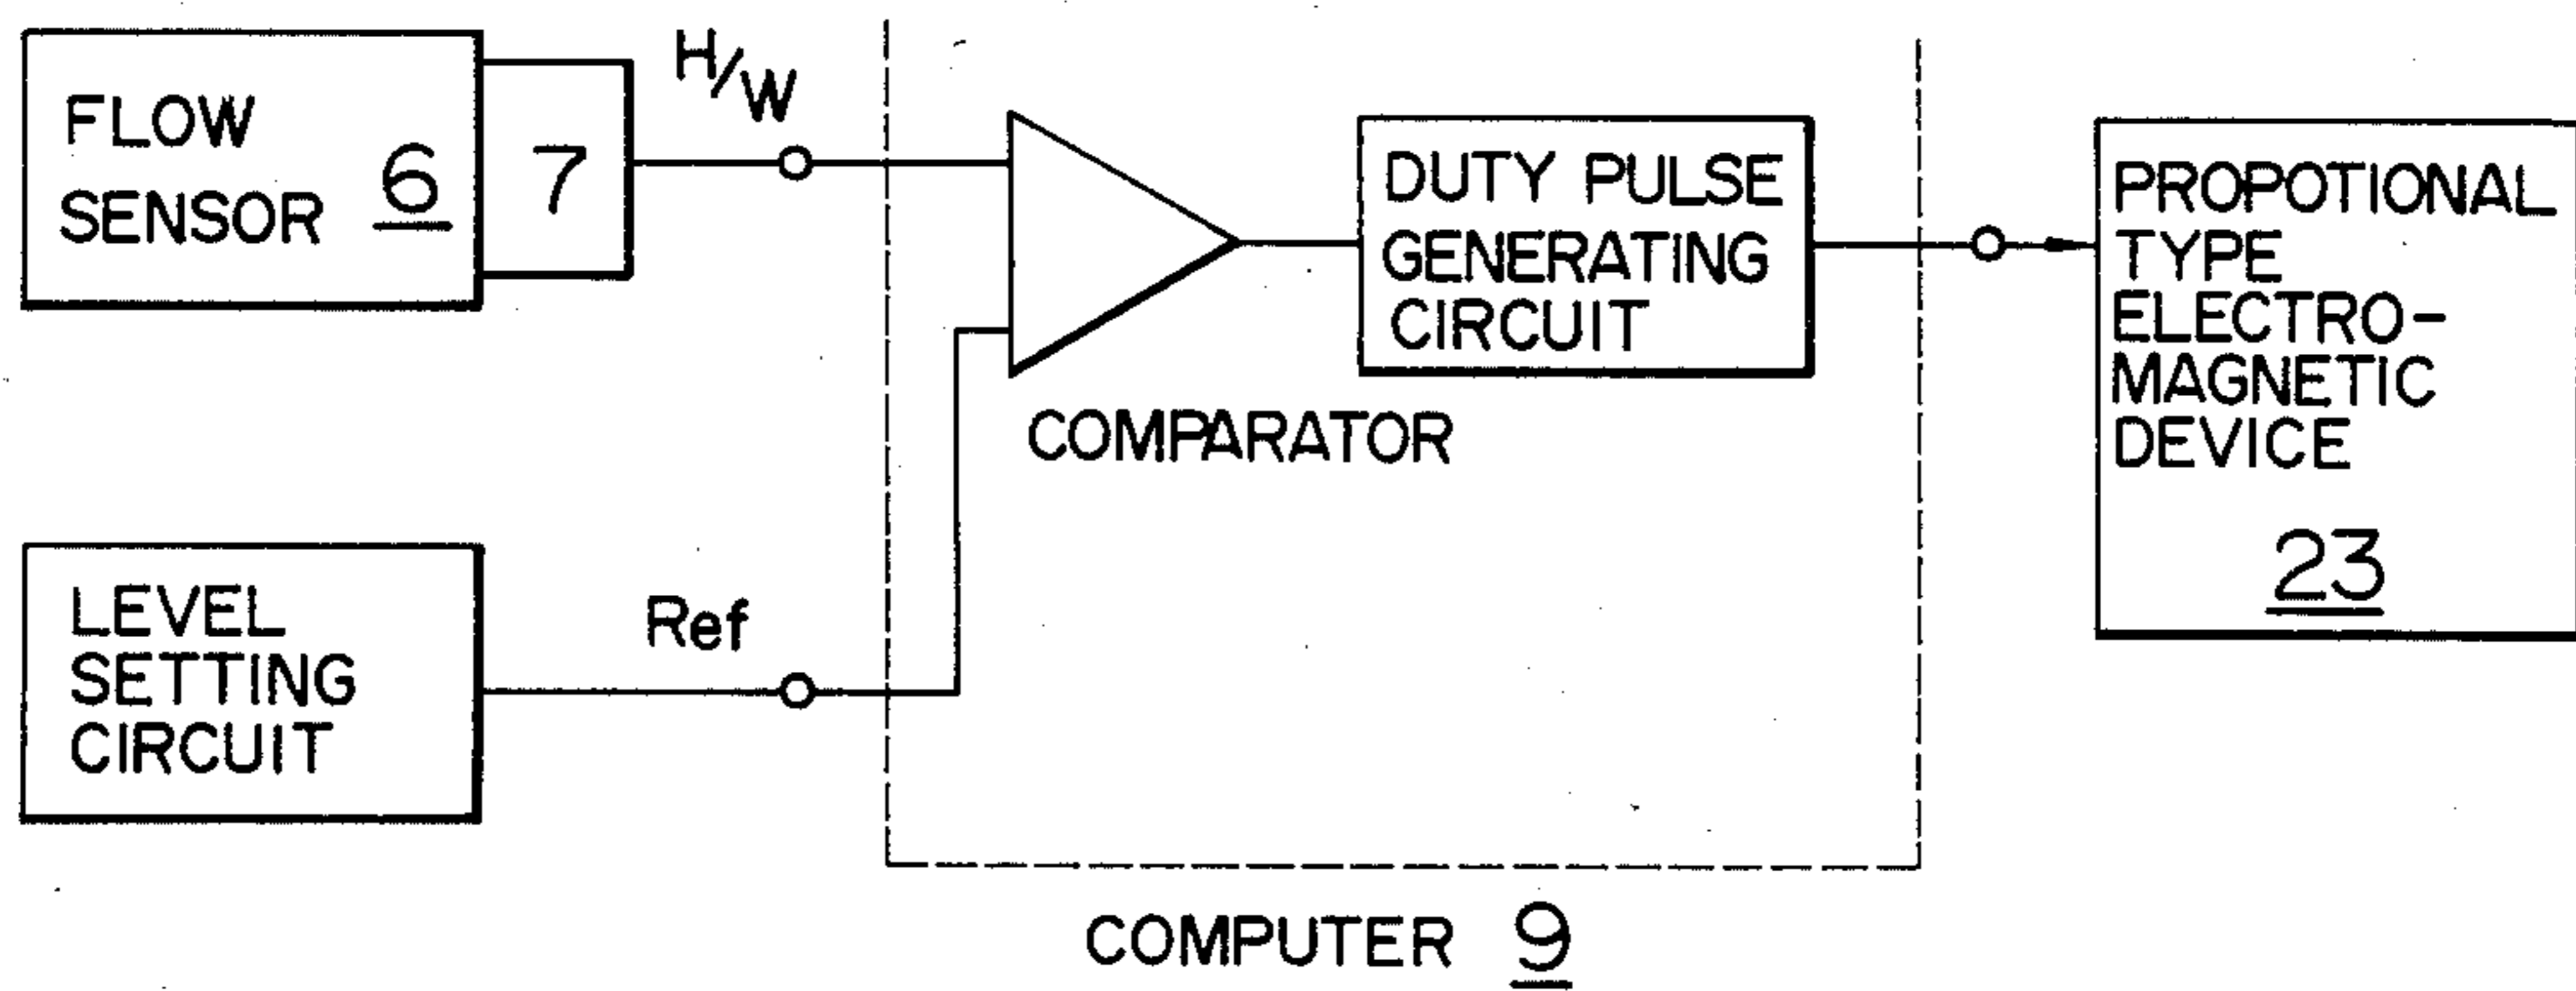 FLOW
SENSOR 6
7
H/W
COMPARATOR
DUTY PULSE
GENERATING
CIRCUIT
PROPOTIONAL
TYPE
ELECTRO-
MAGNETIC
DEVICE
23
LEVEL
SETTING
CIRCUIT
Ref
COMPUTER 9